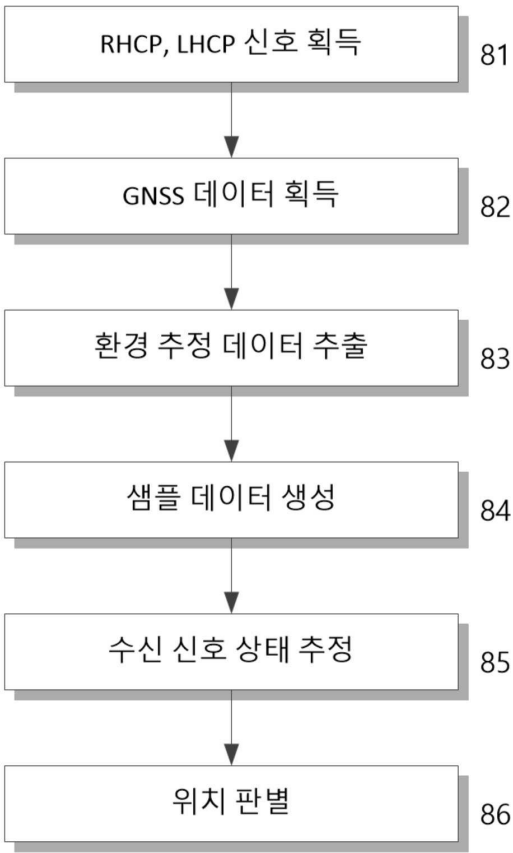 RHCP, LHCP 신호 획득
81
GNSS 데이터 획득
82
환경 추정 데이터 추출
83
샘플 데이터 생성
84
수신 신호 상태 추정
85
위치 판별
86